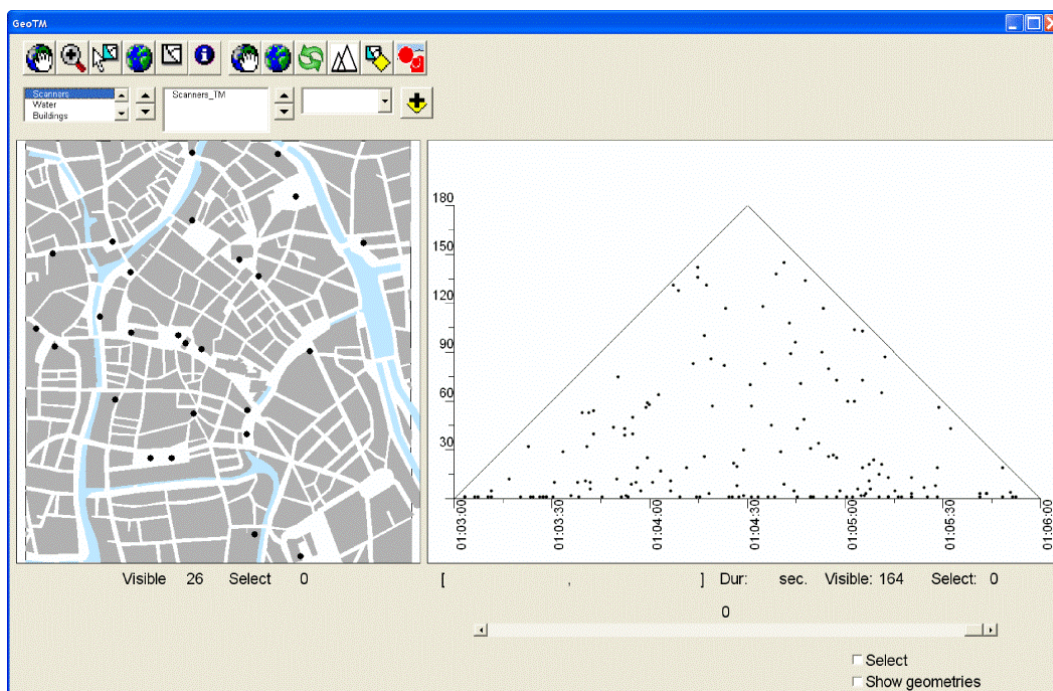 GeoTM
Scanners
Water
Buildings
Scanners_TM
180
150
120
90
60
30
01:03:00
01:03:30
01:04:00
01:04:30
01:05:00
01:05:30
01:06:00
Visible 26 Select 0
[ , ] Dur: sec. Visible: 164 Select: 0
0
Select
Show geometries